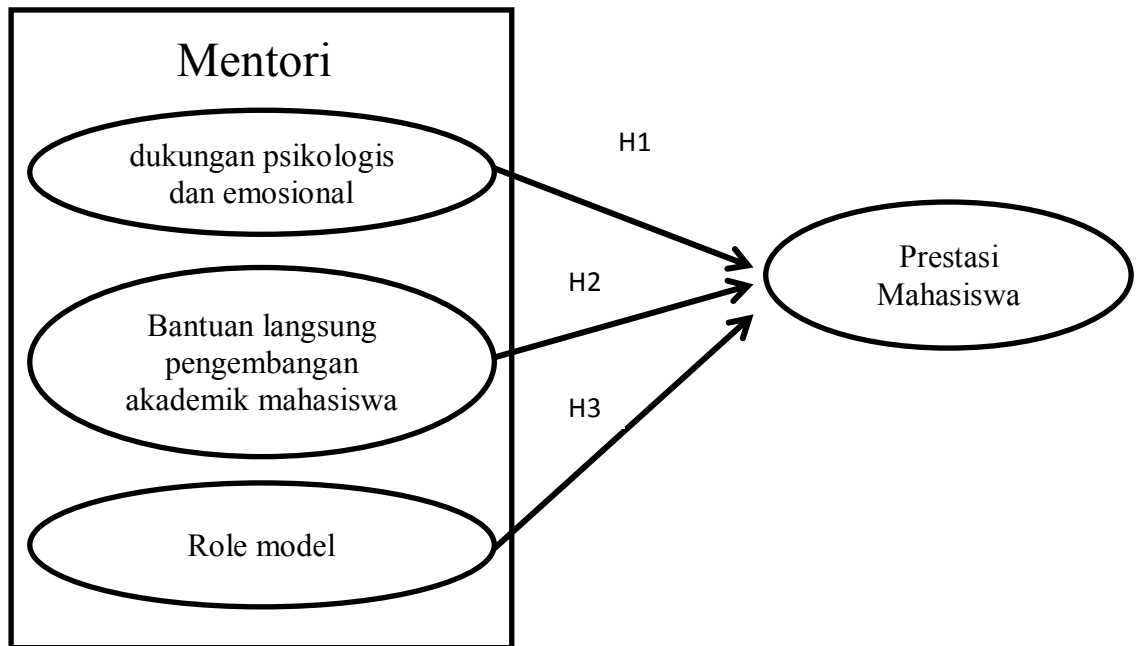 Mentori
dukungan psikologis
dan emosional
Bantuan langsung
pengembangan
akademik mahasiswa
Role model
H1
H2
H3
Prestasi
Mahasiswa